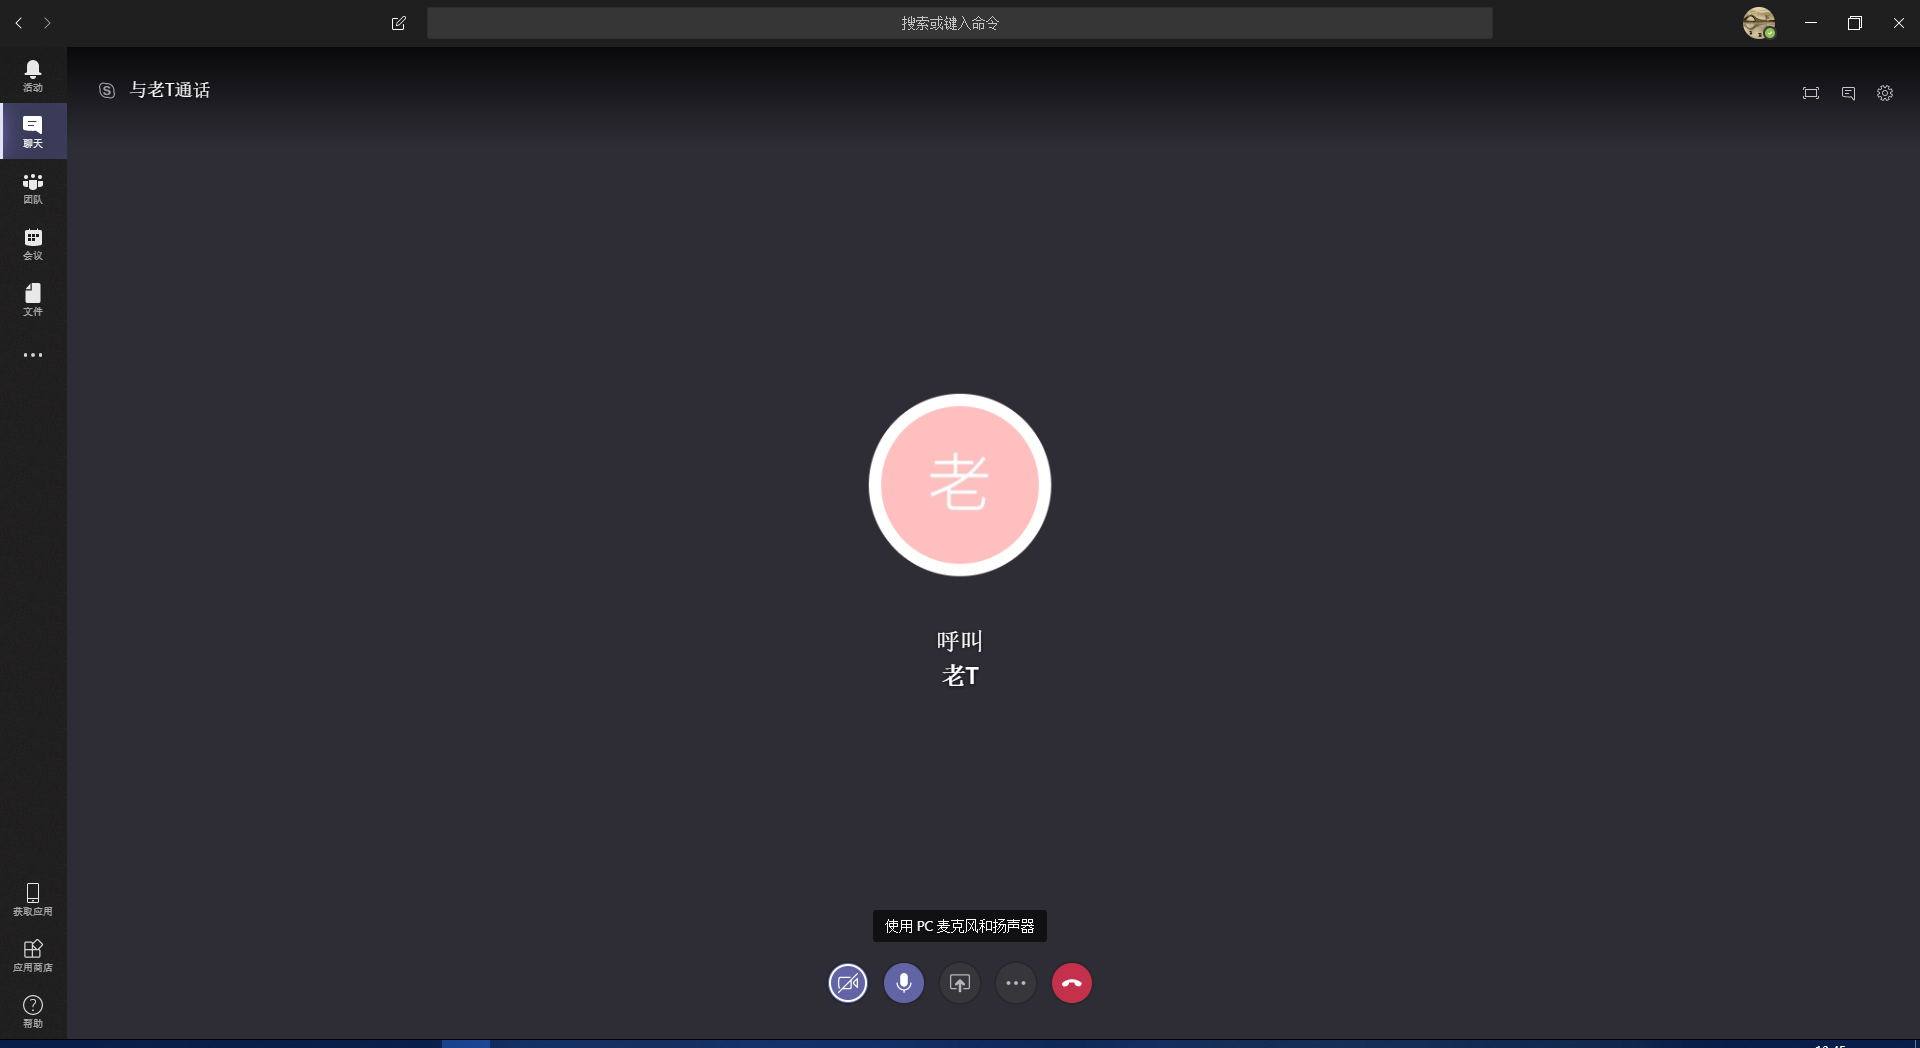 搜索或键入命令
活动
聊天
团队
会议
文件
获取应用
应用商店
帮助
与老T通话
老
呼叫
老T
使用 PC 麦克风和扬声器